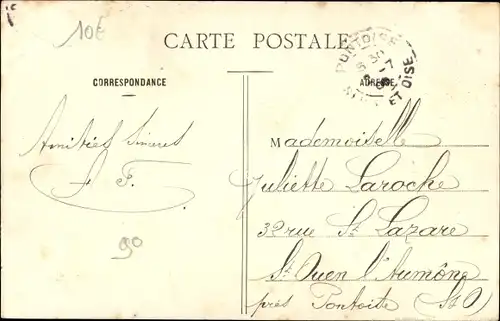 10€
CARTE POSTALE
PONTOISE
SEINE ET OISE
CORRESPONDANCE
ADRESSE
Amitiés Sincères
J. F.
90
Mademoiselle
Juliette Laroche
32 rue St Lazare
St Ouen l'Aumône
près Pontoise (S O)